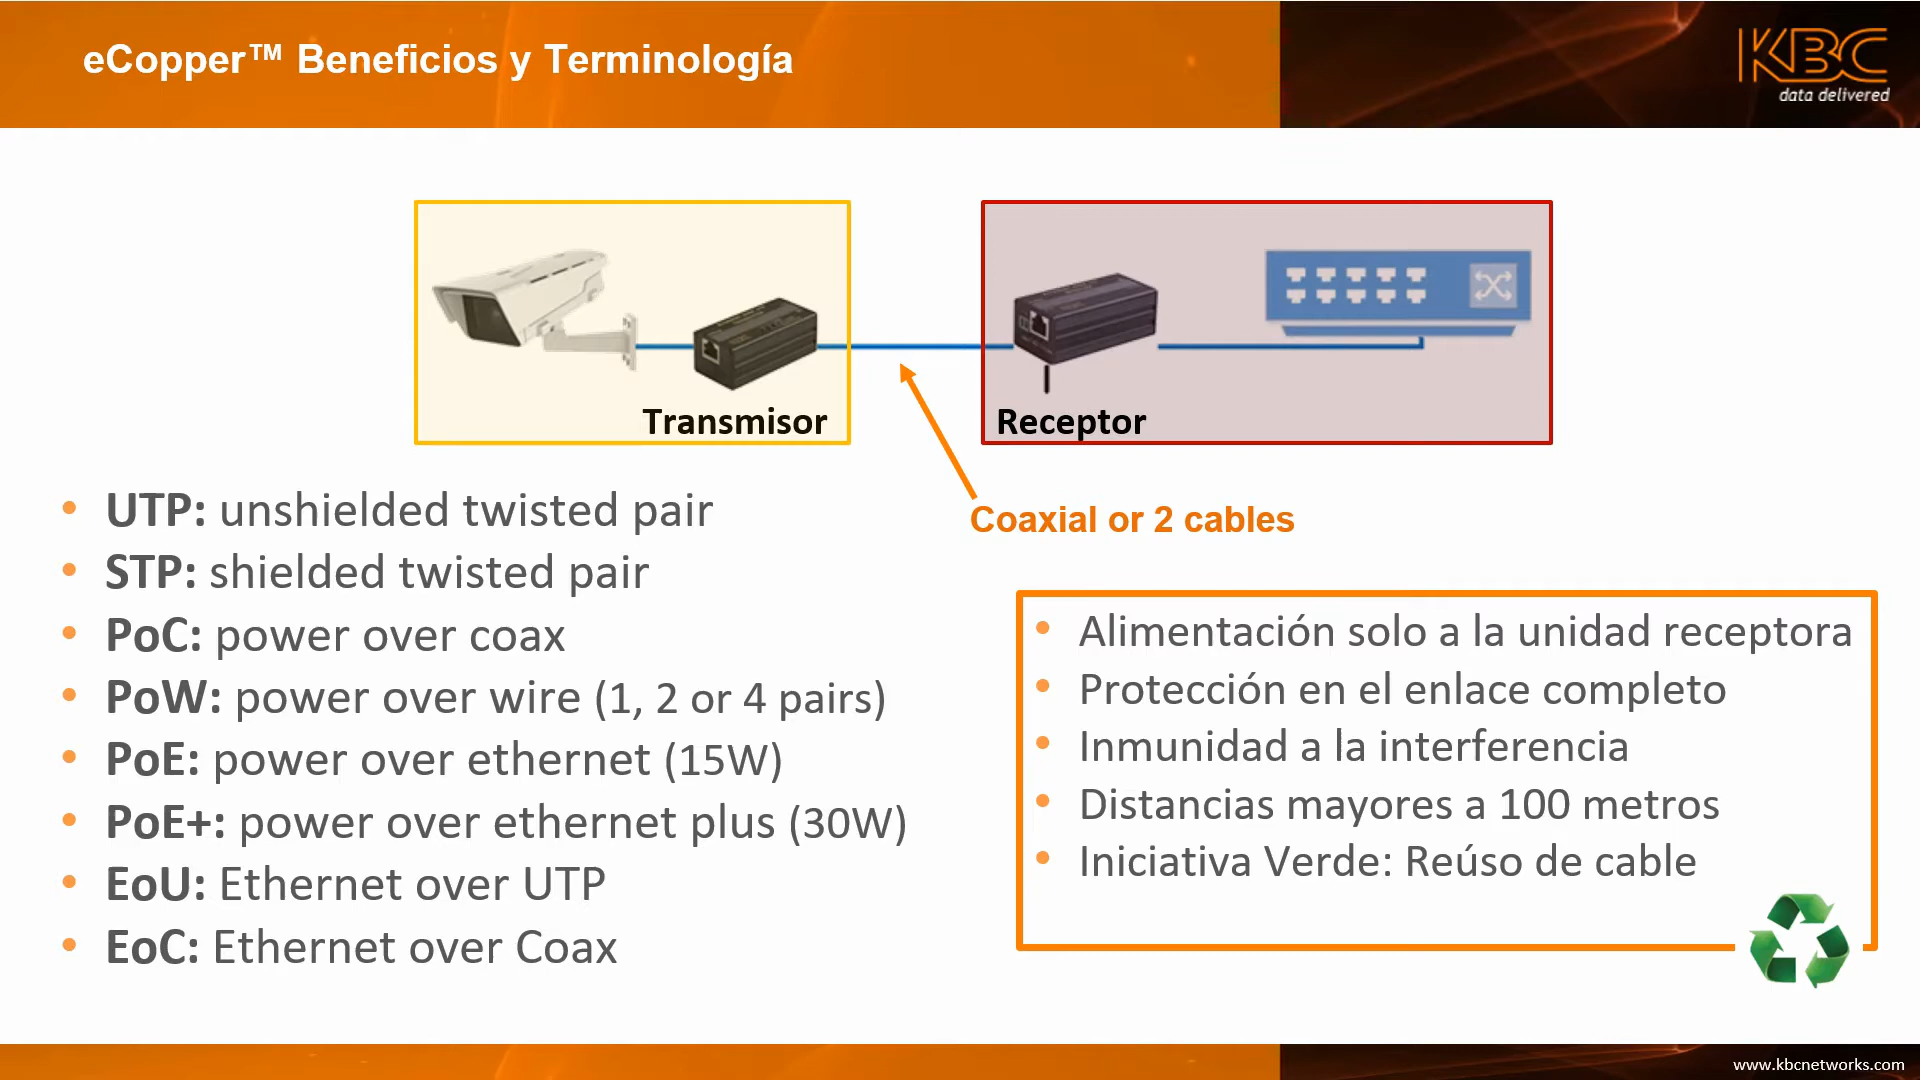 eCopper™ Beneficios y Terminología
KBC
data delivered
Transmisor
Receptor
Coaxial or 2 cables
• UTP: unshielded twisted pair
• STP: shielded twisted pair
• PoC: power over coax
• PoW: power over wire (1, 2 or 4 pairs)
• PoE: power over ethernet (15W)
• PoE+: power over ethernet plus (30W)
• EoU: Ethernet over UTP
• EoC: Ethernet over Coax
• Alimentación solo a la unidad receptora
• Protección en el enlace completo
• Inmunidad a la interferencia
• Distancias mayores a 100 metros
• Iniciativa Verde: Reúso de cable
www.kbcnetworks.com